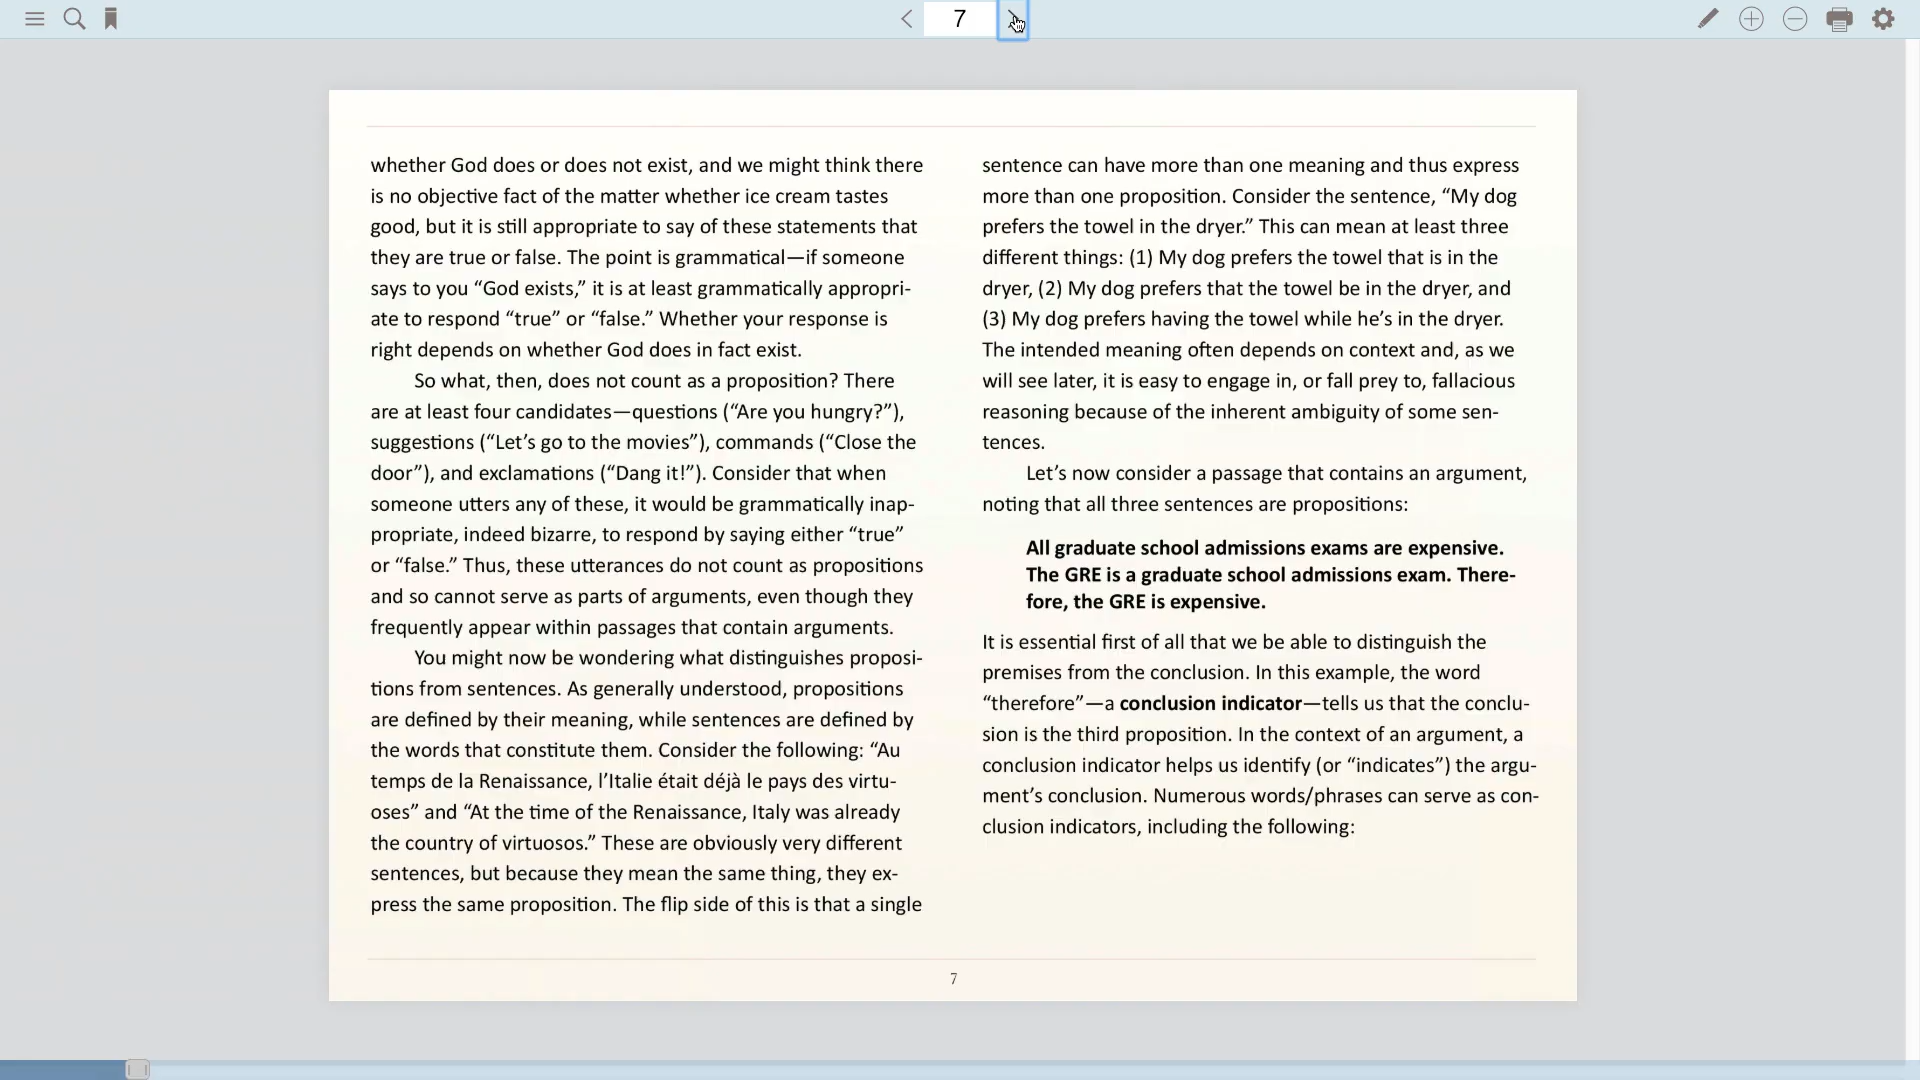 7
whether God does or does not exist, and we might think there
is no objective fact of the matter whether ice cream tastes
good, but it is still appropriate to say of these statements that
they are true or false. The point is grammatical—if someone
says to you “God exists,” it is at least grammatically appropri-
ate to respond “true” or “false.” Whether your response is
right depends on whether God does in fact exist.
So what, then, does not count as a proposition? There
are at least four candidates—questions (“Are you hungry?”),
suggestions (“Let’s go to the movies”), commands (“Close the
door”), and exclamations (“Dang it!”). Consider that when
someone utters any of these, it would be grammatically inap-
propriate, indeed bizarre, to respond by saying either “true”
or “false.” Thus, these utterances do not count as propositions
and so cannot serve as parts of arguments, even though they
frequently appear within passages that contain arguments.
You might now be wondering what distinguishes proposi-
tions from sentences. As generally understood, propositions
are defined by their meaning, while sentences are defined by
the words that constitute them. Consider the following: “Au
temps de la Renaissance, l’Italie était déjà le pays des virtu-
oses” and “At the time of the Renaissance, Italy was already
the country of virtuosos.” These are obviously very different
sentences, but because they mean the same thing, they ex-
press the same proposition. The flip side of this is that a single
sentence can have more than one meaning and thus express
more than one proposition. Consider the sentence, “My dog
prefers the towel in the dryer.” This can mean at least three
different things: (1) My dog prefers the towel that is in the
dryer, (2) My dog prefers that the towel be in the dryer, and
(3) My dog prefers having the towel while he’s in the dryer.
The intended meaning often depends on context and, as we
will see later, it is easy to engage in, or fall prey to, fallacious
reasoning because of the inherent ambiguity of some sen-
tences.
Let’s now consider a passage that contains an argument,
noting that all three sentences are propositions:
All graduate school admissions exams are expensive.
The GRE is a graduate school admissions exam. There-
fore, the GRE is expensive.
It is essential first of all that we be able to distinguish the
premises from the conclusion. In this example, the word
“therefore”—a conclusion indicator—tells us that the conclu-
sion is the third proposition. In the context of an argument, a
conclusion indicator helps us identify (or “indicates”) the argu-
ment’s conclusion. Numerous words/phrases can serve as con-
clusion indicators, including the following:
7